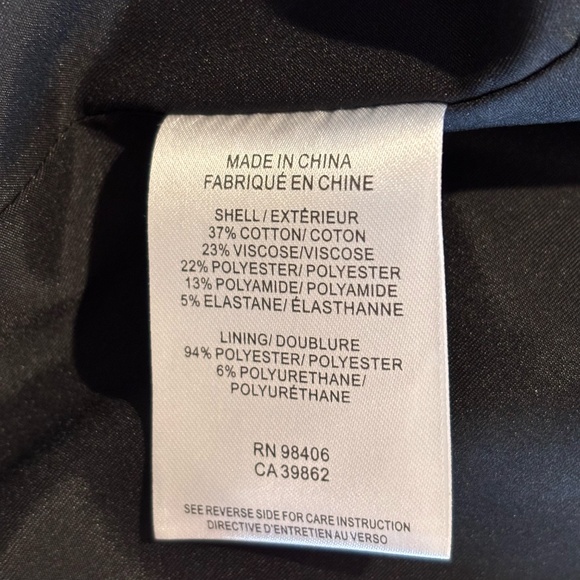 MADE IN CHINA
FABRIQUÉ EN CHINE
SHELL/EXTÉRIEUR
37% COTTON/ COTON
23% VISCOSE/VISCOSE
22% POLYESTER/ POLYESTER
13% POLYAMIDE/ POLYAMIDE
5% ELASTANE/ ÉLASTHANNE
LINING/ DOUBLURE
94% POLYESTER/ POLYESTER
6% POLYURETHANE/
POLYURÉTHANE
RN 98406
CA 39862
SEE REVERSE SIDE FOR CARE INSTRUCTION
DIRECTIVE D'ENTRETIEN AU VERSO